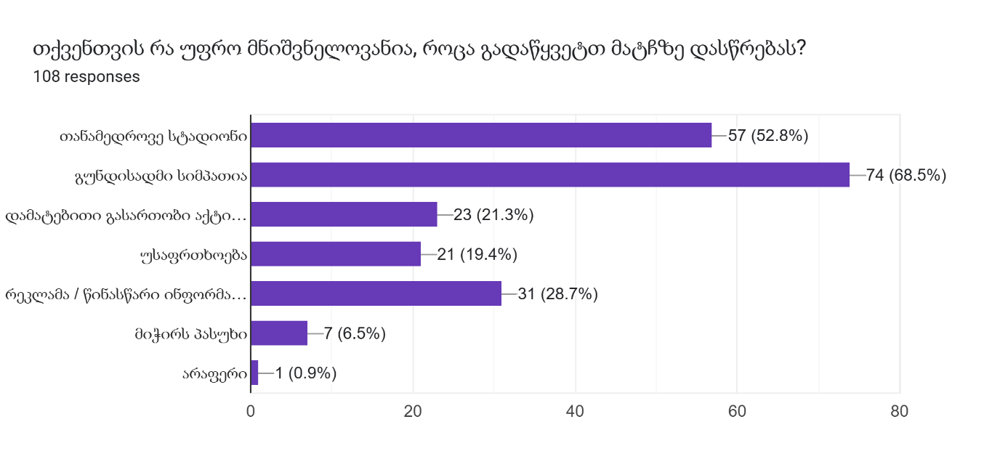 თქვენთვის რა უფრო მნიშვნელოვანია, როცა გადაწყვეტთ მატჩზე დასწრებას?
108 responses
თანამედროვე სტადიონი 57 (52.8%)
გუნდისადმი სიმპათია 74 (68.5%)
დამატებითი გასართობი აქტი… 23 (21.3%)
უსაფრთხოება 21 (19.4%)
რეკლამა / წინასწარი ინფორმა… 31 (28.7%)
მიჭირს პასუხი 7 (6.5%)
არაფერი 1 (0.9%)
0 20 40 60 80